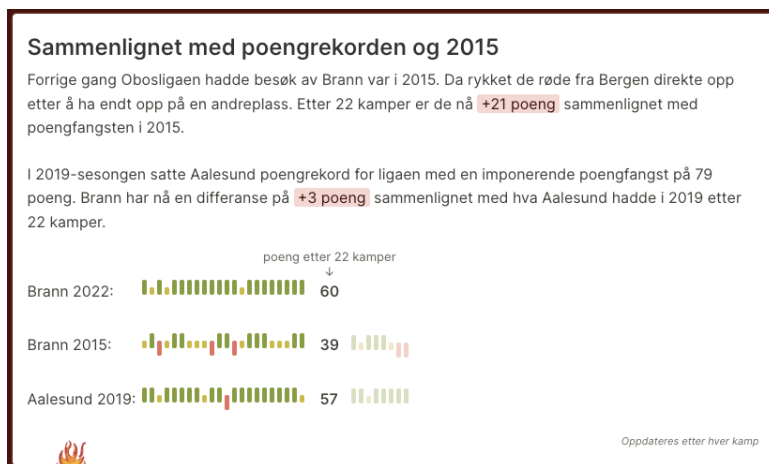 Sammenlignet med poengrekorden og 2015
Forrige gang Obosligaen hadde besøk av Brann var i 2015. Da rykket de røde fra Bergen direkte opp
etter å ha endt opp på en andreplass. Etter 22 kamper er de nå +21 poeng sammenlignet med
poengfangsten i 2015.
I 2019-sesongen satte Aalesund poengrekord for ligaen med en imponerende poengfangst på 79
poeng. Brann har nå en differanse på +3 poeng sammenlignet med hva Aalesund hadde i 2019 etter
22 kamper.
poeng etter 22 kamper
↓
Brann 2022: 60
Brann 2015: 39
Aalesund 2019: 57
Oppdateres etter hver kamp